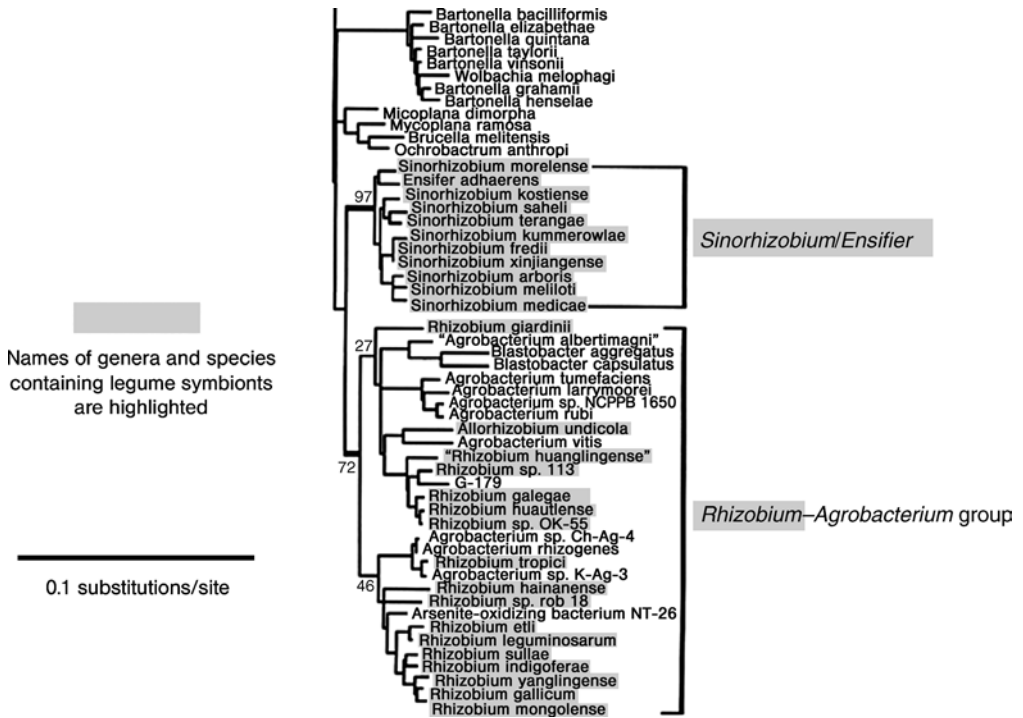 Bartonella bacilliformis
Bartonella elizabethae
Bartonella quintana
Bartonella taylorii
Bartonella vinsonii
Wolbachia melophagi
Bartonella grahamii
Bartonella henselae
Micoplana dimorpha
Mycoplana ramosa
Brucella melitensis
Ochrobactrum anthropi
Sinorhizobium morelense
Ensifer adhaerens
97
Sinorhizobium kostiense
Sinorhizobium saheli
Sinorhizobium terangae
Sinorhizobium kummerowlae
Sinorhizobium fredii
Sinorhizobium xinjiangense
Sinorhizobium arboris
Sinorhizobium meliloti
Sinorhizobium medicae
Sinorhizobium/Ensifier
Names of genera and species
containing legume symbionts
are highlighted
Rhizobium giardinii
27
"Agrobacterium albertimagni"
Blastobacter aggregatus
Blastobacter capsulatus
Agrobacterium tumefaciens
Agrobacterium larrymoorei
Agrobacterium sp. NCPPB 1650
Agrobacterium rubi
Allorhizobium undicola
Agrobacterium vitis
"Rhizobium huanglingense"
72
Rhizobium sp. 113
G-179
Rhizobium galegae
Rhizobium huautlense
Rhizobium sp. OK-55
Rhizobium–Agrobacterium group
Agrobacterium sp. Ch-Ag-4
Agrobacterium rhizogenes
Rhizobium tropici
Agrobacterium sp. K-Ag-3
46
Rhizobium hainanense
Rhizobium sp. rob 18
Arsenite-oxidizing bacterium NT-26
Rhizobium etli
Rhizobium leguminosarum
Rhizobium sullae
Rhizobium indigoferae
Rhizobium yanglingense
Rhizobium gallicum
Rhizobium mongolense
0.1 substitutions/site